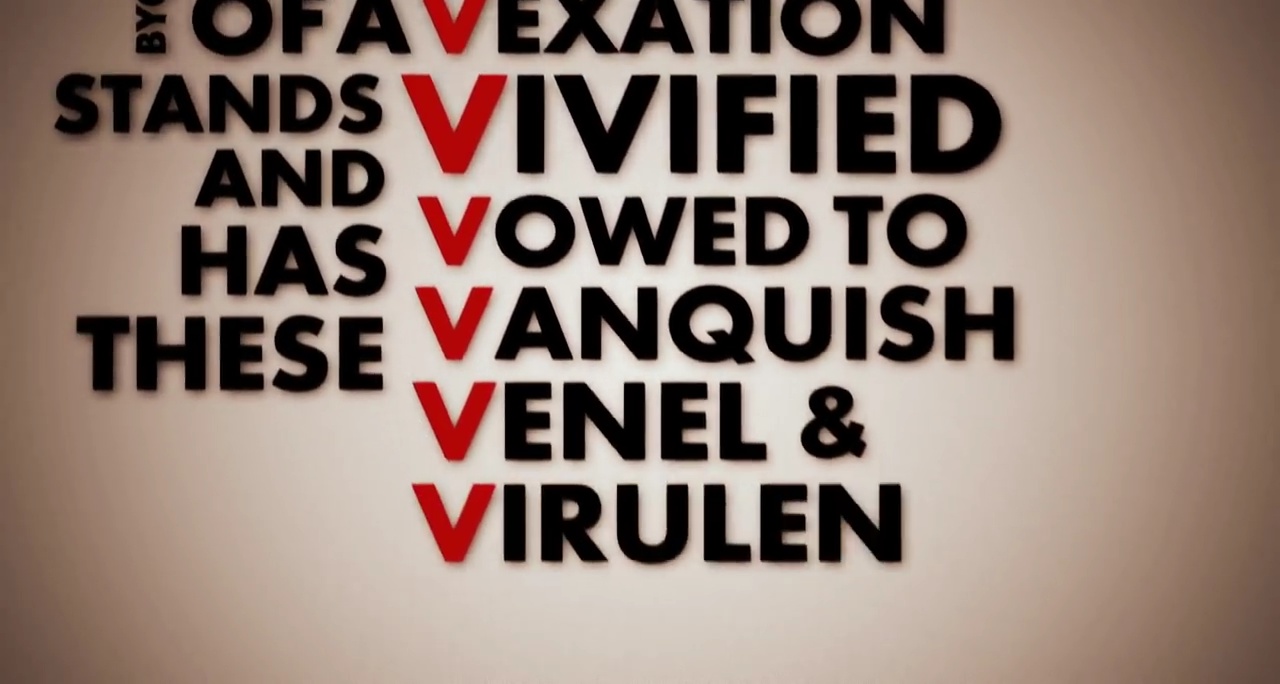 OF A VEXATION
STANDS VIVIFIED
AND VOWED TO
HAS VANQUISH
THESE VENEL &
VIRULEN